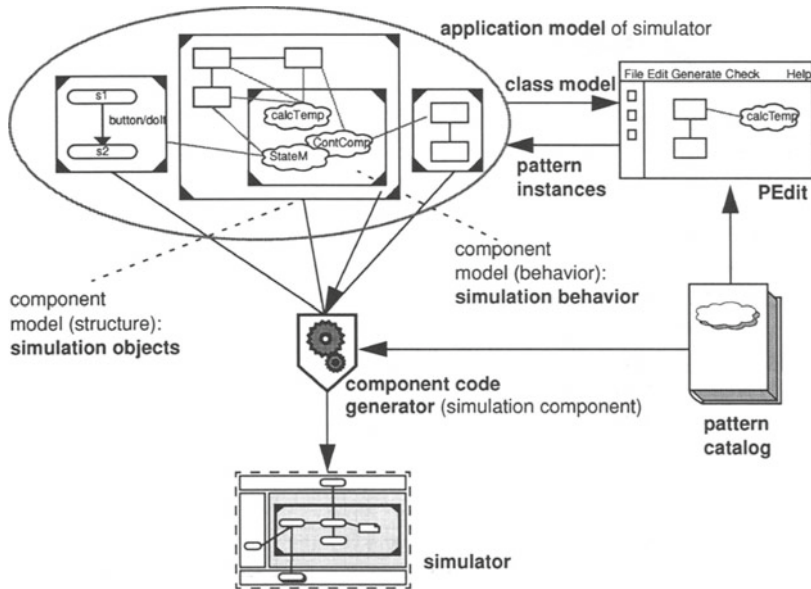 application model of simulator
s1
button/doIt
s2
calcTemp
ContComp
StateM
class model
pattern
instances
File Edit Generate Check Help
calcTemp
PEdit
component
model (structure):
simulation objects
component
model (behavior):
simulation behavior
component code
generator (simulation component)
pattern
catalog
simulator